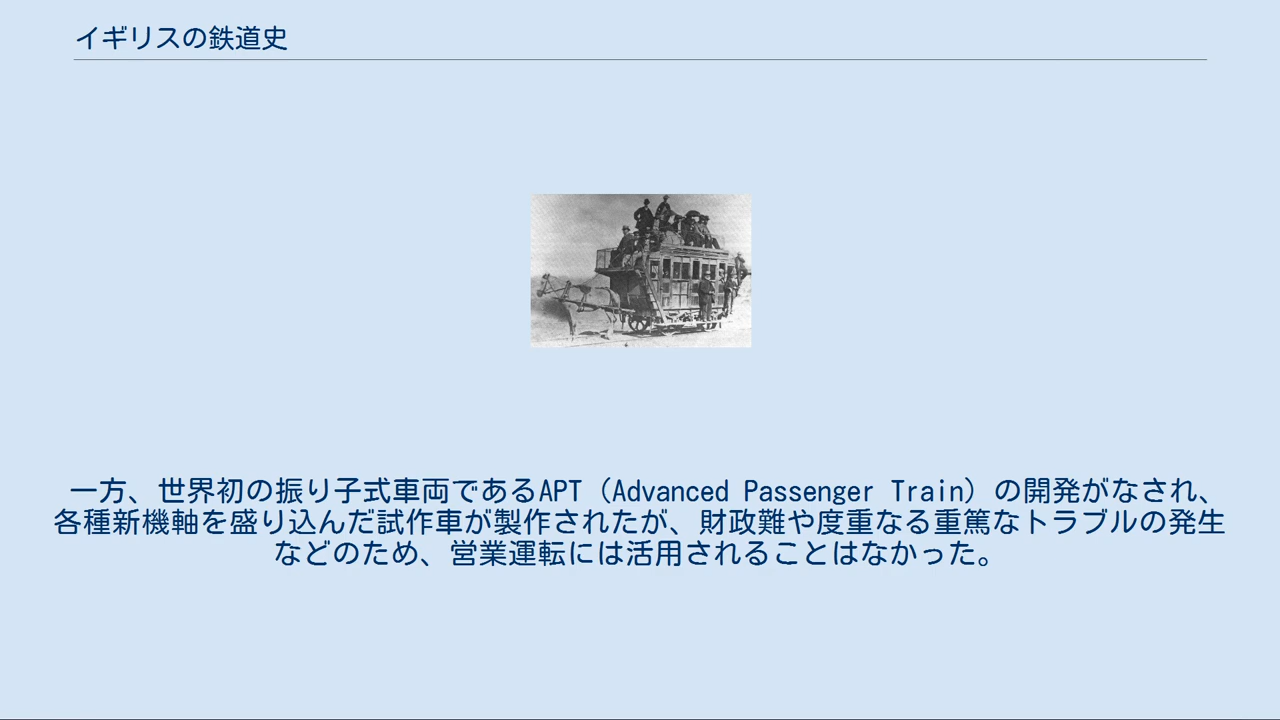 イギリスの鉄道史
一方、世界初の振り子式車両であるAPT（Advanced Passenger Train）の開発がなされ、
各種新機軸を盛り込んだ試作車が製作されたが、財政難や度重なる重篤なトラブルの発生
などのため、営業運転には活用されることはなかった。